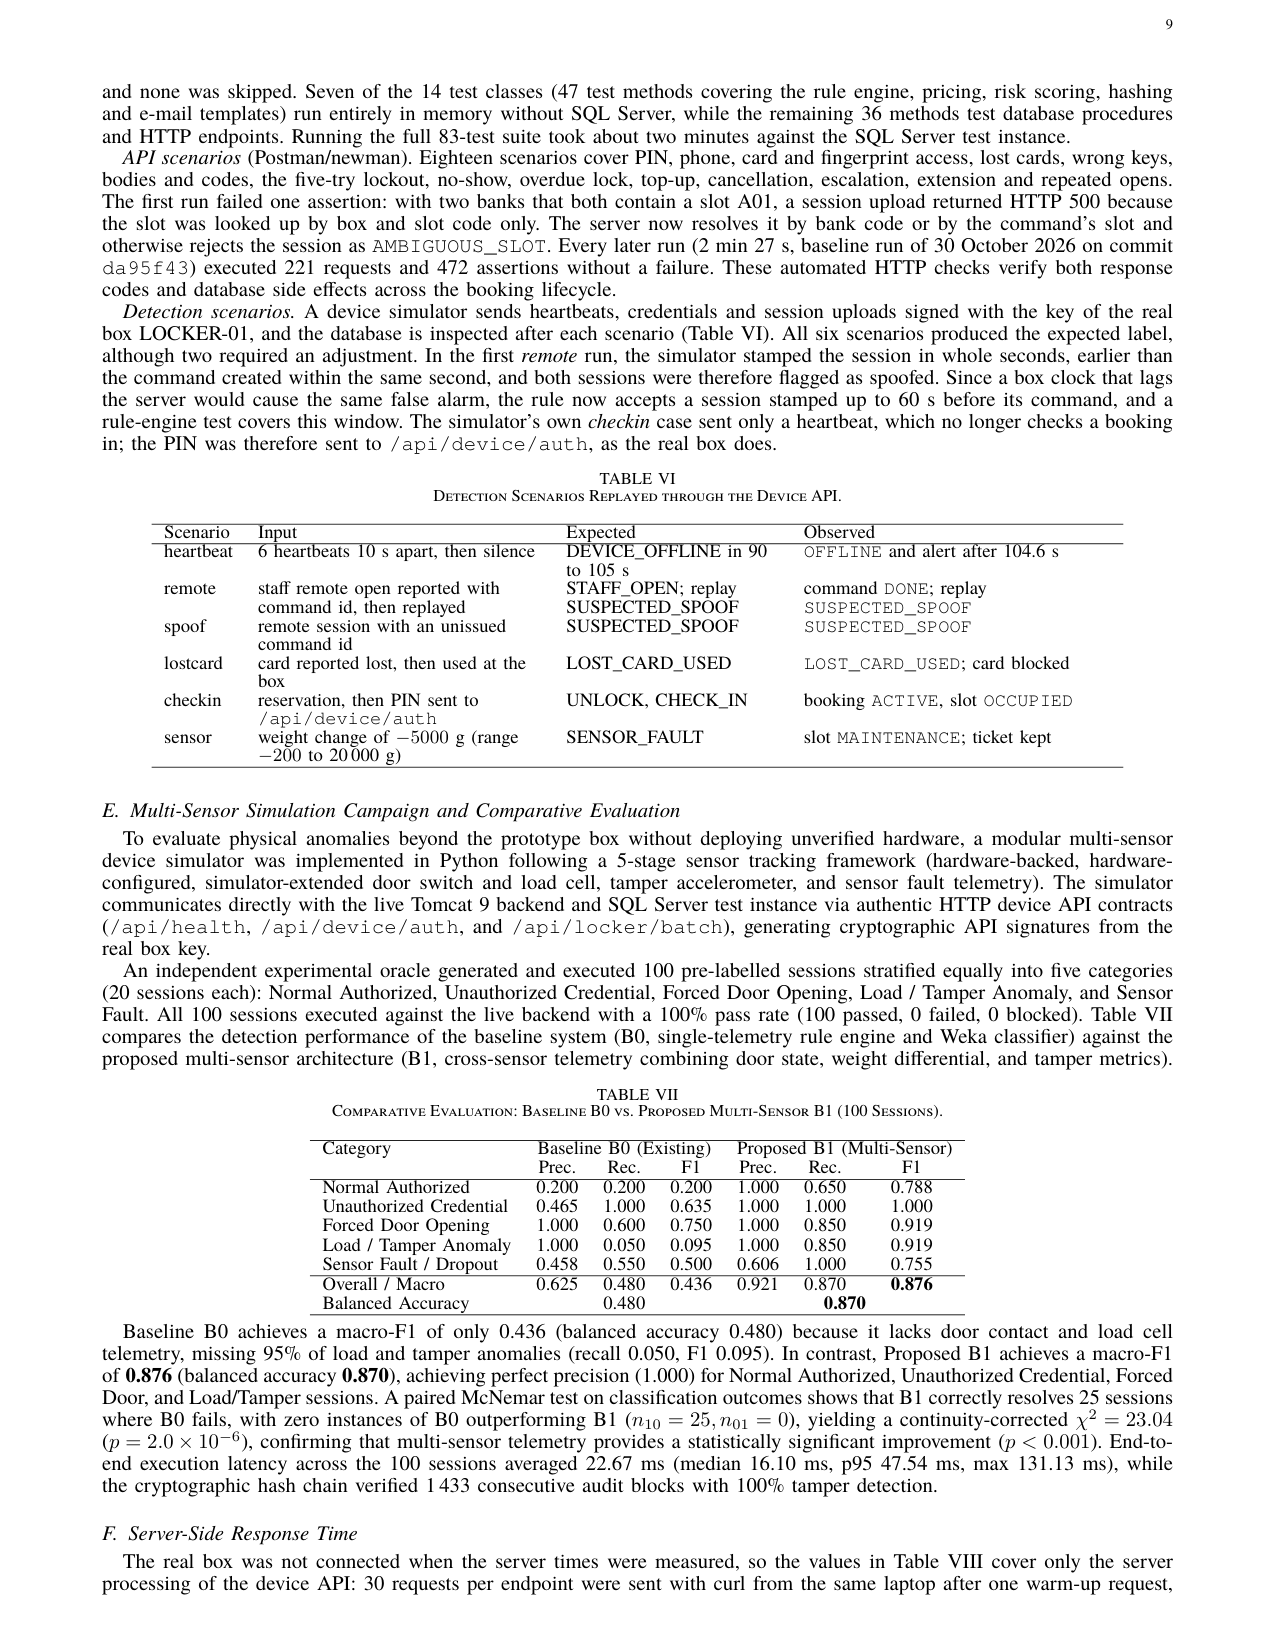 9
and none was skipped. Seven of the 14 test classes (47 test methods covering the rule engine, pricing, risk scoring, hashing
and e-mail templates) run entirely in memory without SQL Server, while the remaining 36 methods test database procedures
and HTTP endpoints. Running the full 83-test suite took about two minutes against the SQL Server test instance.
API scenarios (Postman/newman). Eighteen scenarios cover PIN, phone, card and fingerprint access, lost cards, wrong keys,
bodies and codes, the five-try lockout, no-show, overdue lock, top-up, cancellation, escalation, extension and repeated opens.
The first run failed one assertion: with two banks that both contain a slot A01, a session upload returned HTTP 500 because
the slot was looked up by box and slot code only. The server now resolves it by bank code or by the command's slot and
otherwise rejects the session as AMBIGUOUS_SLOT. Every later run (2 min 27 s, baseline run of 30 October 2026 on commit
da95f43) executed 221 requests and 472 assertions without a failure. These automated HTTP checks verify both response
codes and database side effects across the booking lifecycle.
Detection scenarios. A device simulator sends heartbeats, credentials and session uploads signed with the key of the real
box LOCKER-01, and the database is inspected after each scenario (Table VI). All six scenarios produced the expected label,
although two required an adjustment. In the first remote run, the simulator stamped the session in whole seconds, earlier than
the command created within the same second, and both sessions were therefore flagged as spoofed. Since a box clock that lags
the server would cause the same false alarm, the rule now accepts a session stamped up to 60 s before its command, and a
rule-engine test covers this window. The simulator's own checkin case sent only a heartbeat, which no longer checks a booking
in; the PIN was therefore sent to /api/device/auth, as the real box does.
TABLE VI
DETECTION SCENARIOS REPLAYED THROUGH THE DEVICE API.
Scenario Input Expected Observed
heartbeat 6 heartbeats 10 s apart, then silence DEVICE_OFFLINE in 90 OFFLINE and alert after 104.6 s
to 105 s
remote staff remote open reported with STAFF_OPEN; replay command DONE; replay
command id, then replayed SUSPECTED_SPOOF SUSPECTED_SPOOF
spoof remote session with an unissued SUSPECTED_SPOOF SUSPECTED_SPOOF
command id
lostcard card reported lost, then used at the LOST_CARD_USED LOST_CARD_USED; card blocked
box
checkin reservation, then PIN sent to UNLOCK, CHECK_IN booking ACTIVE, slot OCCUPIED
/api/device/auth
sensor weight change of −5000 g (range SENSOR_FAULT slot MAINTENANCE; ticket kept
−200 to 20 000 g)
E. Multi-Sensor Simulation Campaign and Comparative Evaluation
To evaluate physical anomalies beyond the prototype box without deploying unverified hardware, a modular multi-sensor
device simulator was implemented in Python following a 5-stage sensor tracking framework (hardware-backed, hardware-
configured, simulator-extended door switch and load cell, tamper accelerometer, and sensor fault telemetry). The simulator
communicates directly with the live Tomcat 9 backend and SQL Server test instance via authentic HTTP device API contracts
(/api/health, /api/device/auth, and /api/locker/batch), generating cryptographic API signatures from the
real box key.
An independent experimental oracle generated and executed 100 pre-labelled sessions stratified equally into five categories
(20 sessions each): Normal Authorized, Unauthorized Credential, Forced Door Opening, Load / Tamper Anomaly, and Sensor
Fault. All 100 sessions executed against the live backend with a 100% pass rate (100 passed, 0 failed, 0 blocked). Table VII
compares the detection performance of the baseline system (B0, single-telemetry rule engine and Weka classifier) against the
proposed multi-sensor architecture (B1, cross-sensor telemetry combining door state, weight differential, and tamper metrics).
TABLE VII
COMPARATIVE EVALUATION: BASELINE B0 VS. PROPOSED MULTI-SENSOR B1 (100 SESSIONS).
Category Baseline B0 (Existing) Proposed B1 (Multi-Sensor)
Prec. Rec. F1 Prec. Rec. F1
Normal Authorized 0.200 0.200 0.200 1.000 0.650 0.788
Unauthorized Credential 0.465 1.000 0.635 1.000 1.000 1.000
Forced Door Opening 1.000 0.600 0.750 1.000 0.850 0.919
Load / Tamper Anomaly 1.000 0.050 0.095 1.000 0.850 0.919
Sensor Fault / Dropout 0.458 0.550 0.500 0.606 1.000 0.755
Overall / Macro 0.625 0.480 0.436 0.921 0.870 0.876
Balanced Accuracy 0.480 0.870
Baseline B0 achieves a macro-F1 of only 0.436 (balanced accuracy 0.480) because it lacks door contact and load cell
telemetry, missing 95% of load and tamper anomalies (recall 0.050, F1 0.095). In contrast, Proposed B1 achieves a macro-F1
of 0.876 (balanced accuracy 0.870), achieving perfect precision (1.000) for Normal Authorized, Unauthorized Credential, Forced
Door, and Load/Tamper sessions. A paired McNemar test on classification outcomes shows that B1 correctly resolves 25 sessions
where B0 fails, with zero instances of B0 outperforming B1 (n₁₀ = 25, n₀₁ = 0), yielding a continuity-corrected χ² = 23.04
(p = 2.0 × 10⁻⁶), confirming that multi-sensor telemetry provides a statistically significant improvement (p < 0.001). End-to-
end execution latency across the 100 sessions averaged 22.67 ms (median 16.10 ms, p95 47.54 ms, max 131.13 ms), while
the cryptographic hash chain verified 1 433 consecutive audit blocks with 100% tamper detection.
F. Server-Side Response Time
The real box was not connected when the server times were measured, so the values in Table VIII cover only the server
processing of the device API: 30 requests per endpoint were sent with curl from the same laptop after one warm-up request,